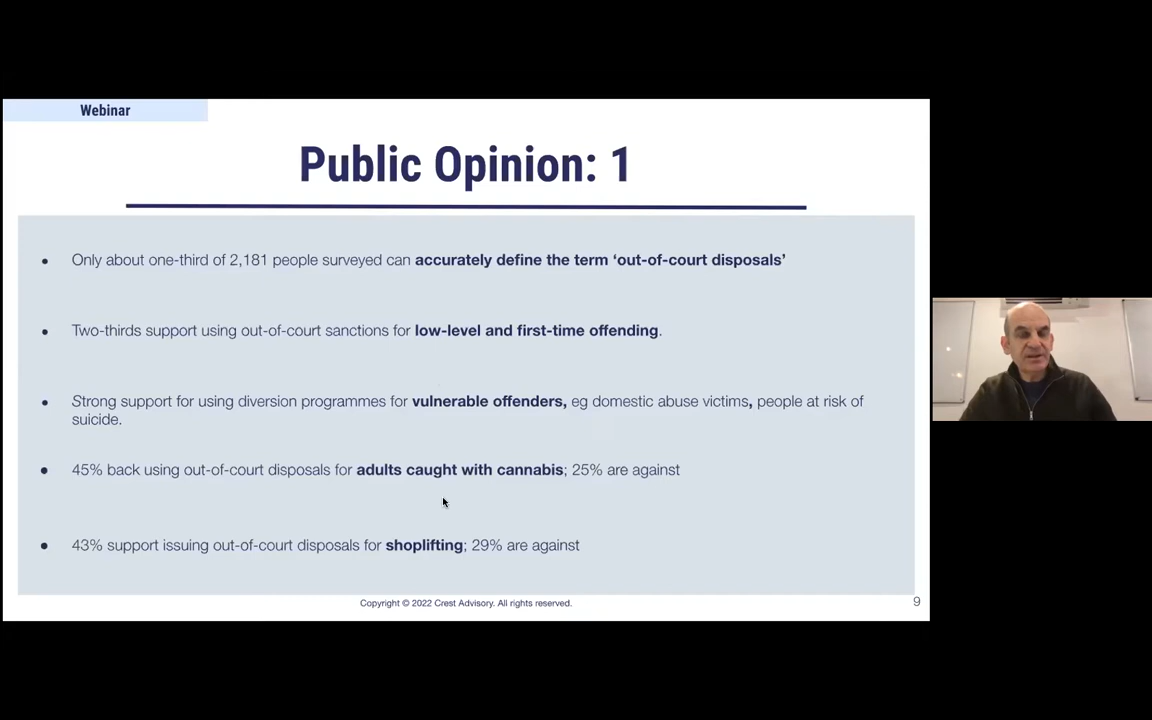 Webinar
Public Opinion: 1
• Only about one-third of 2,181 people surveyed can accurately define the term ‘out-of-court disposals’
• Two-thirds support using out-of-court sanctions for low-level and first-time offending.
• Strong support for using diversion programmes for vulnerable offenders, eg domestic abuse victims, people at risk of
suicide.
• 45% back using out-of-court disposals for adults caught with cannabis; 25% are against
• 43% support issuing out-of-court disposals for shoplifting; 29% are against
Copyright © 2022 Crest Advisory. All rights reserved.
9